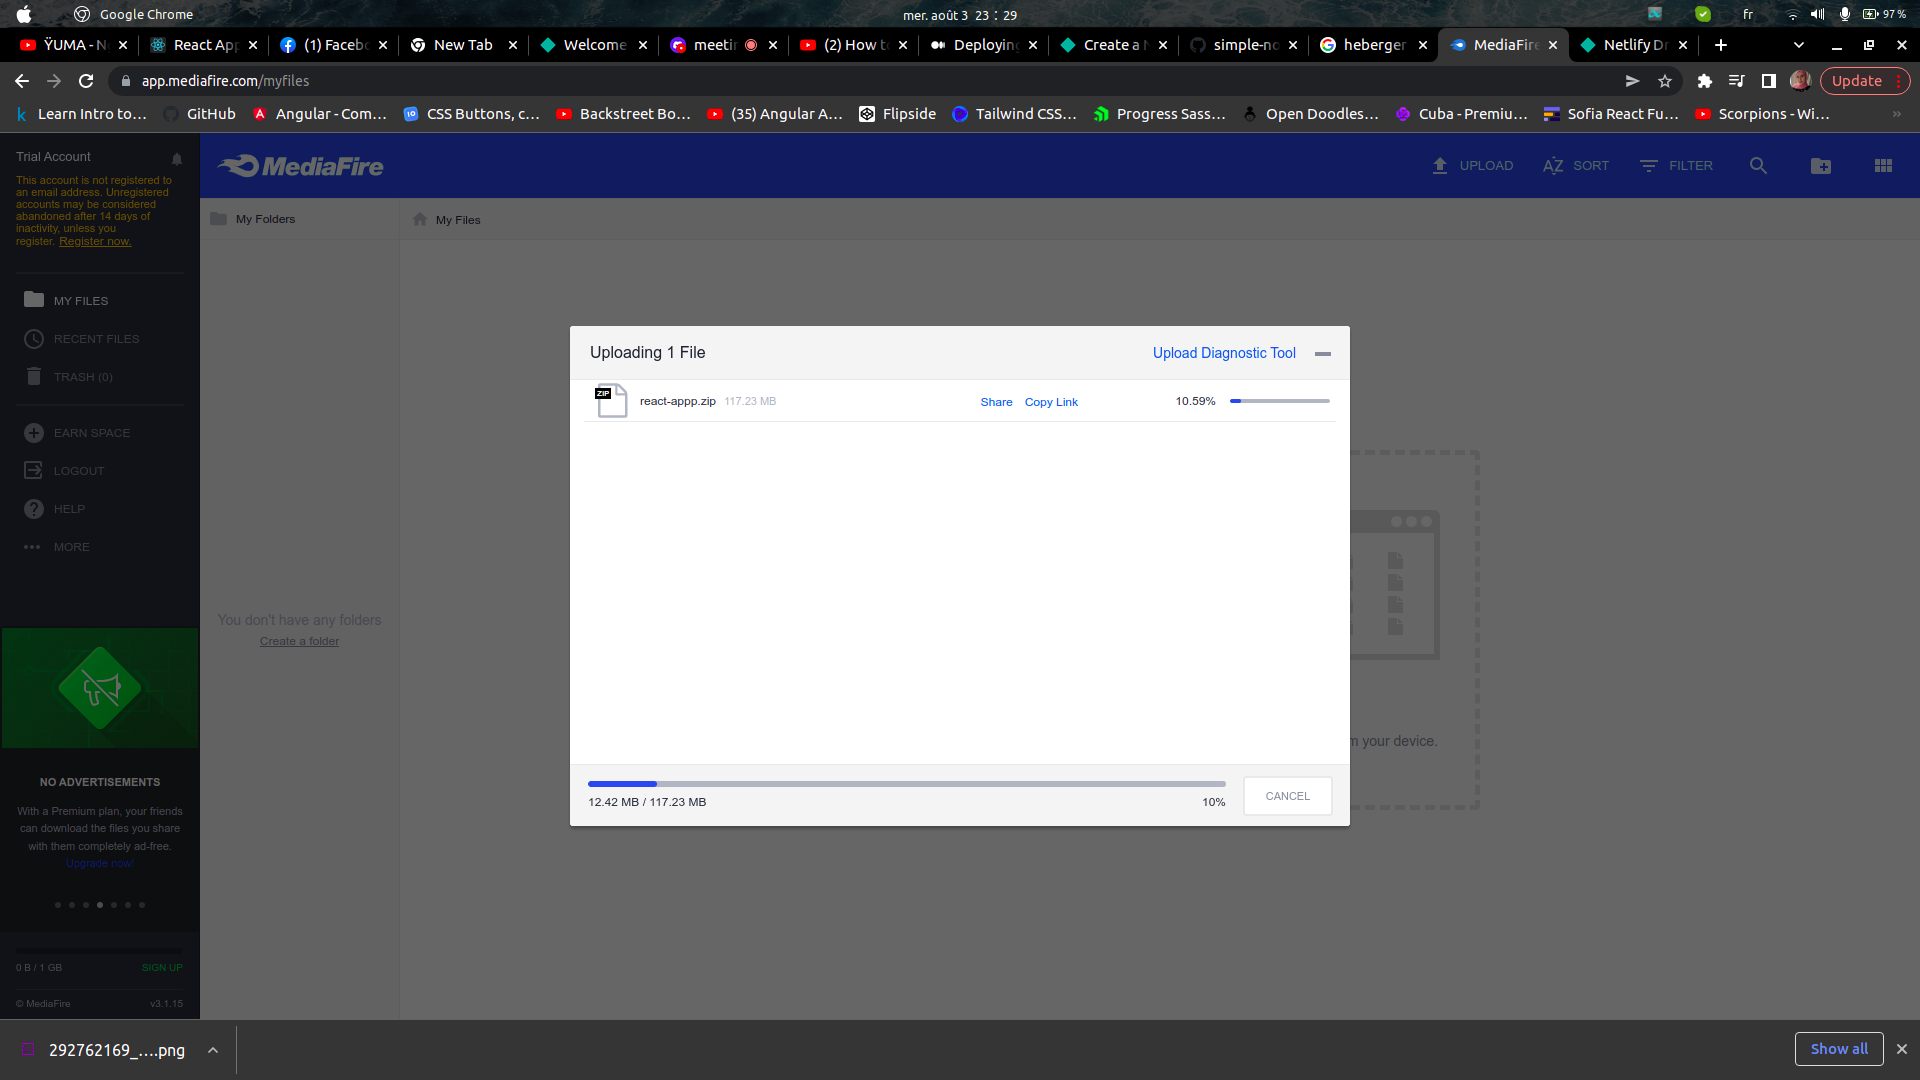 Google Chrome
mer. août 3 23 : 29
fr
97 %
ŸUMA - N
React App
(1) Facebo
New Tab
Welcome
meetin
(2) How to
Deploying
Create a N
simple-no
heberger
MediaFire
Netlify Dr
app.mediafire.com/myfiles
Update
Learn Intro to...
GitHub
Angular - Com...
CSS Buttons, c...
Backstreet Bo...
(35) Angular A...
Flipside
Tailwind CSS...
Progress Sass...
Open Doodles...
Cuba - Premiu...
Sofia React Fu...
Scorpions - Wi...
Trial Account
This account is not registered to
an email address. Unregistered
accounts may be considered
abandoned after 14 days of
inactivity, unless you
register. Register now.
MediaFire
UPLOAD
SORT
FILTER
My Folders
My Files
MY FILES
RECENT FILES
TRASH (0)
EARN SPACE
LOGOUT
HELP
MORE
You don't have any folders
Create a folder
Uploading 1 File
Upload Diagnostic Tool
ZIP
react-appp.zip 117.23 MB
Share
Copy Link
10.59%
m your device.
12.42 MB / 117.23 MB
10%
CANCEL
NO ADVERTISEMENTS
With a Premium plan, your friends
can download the files you share
with them completely ad-free.
Upgrade now!
0 B / 1 GB
SIGN UP
© MediaFire
v3.1.15
292762169_....png
Show all